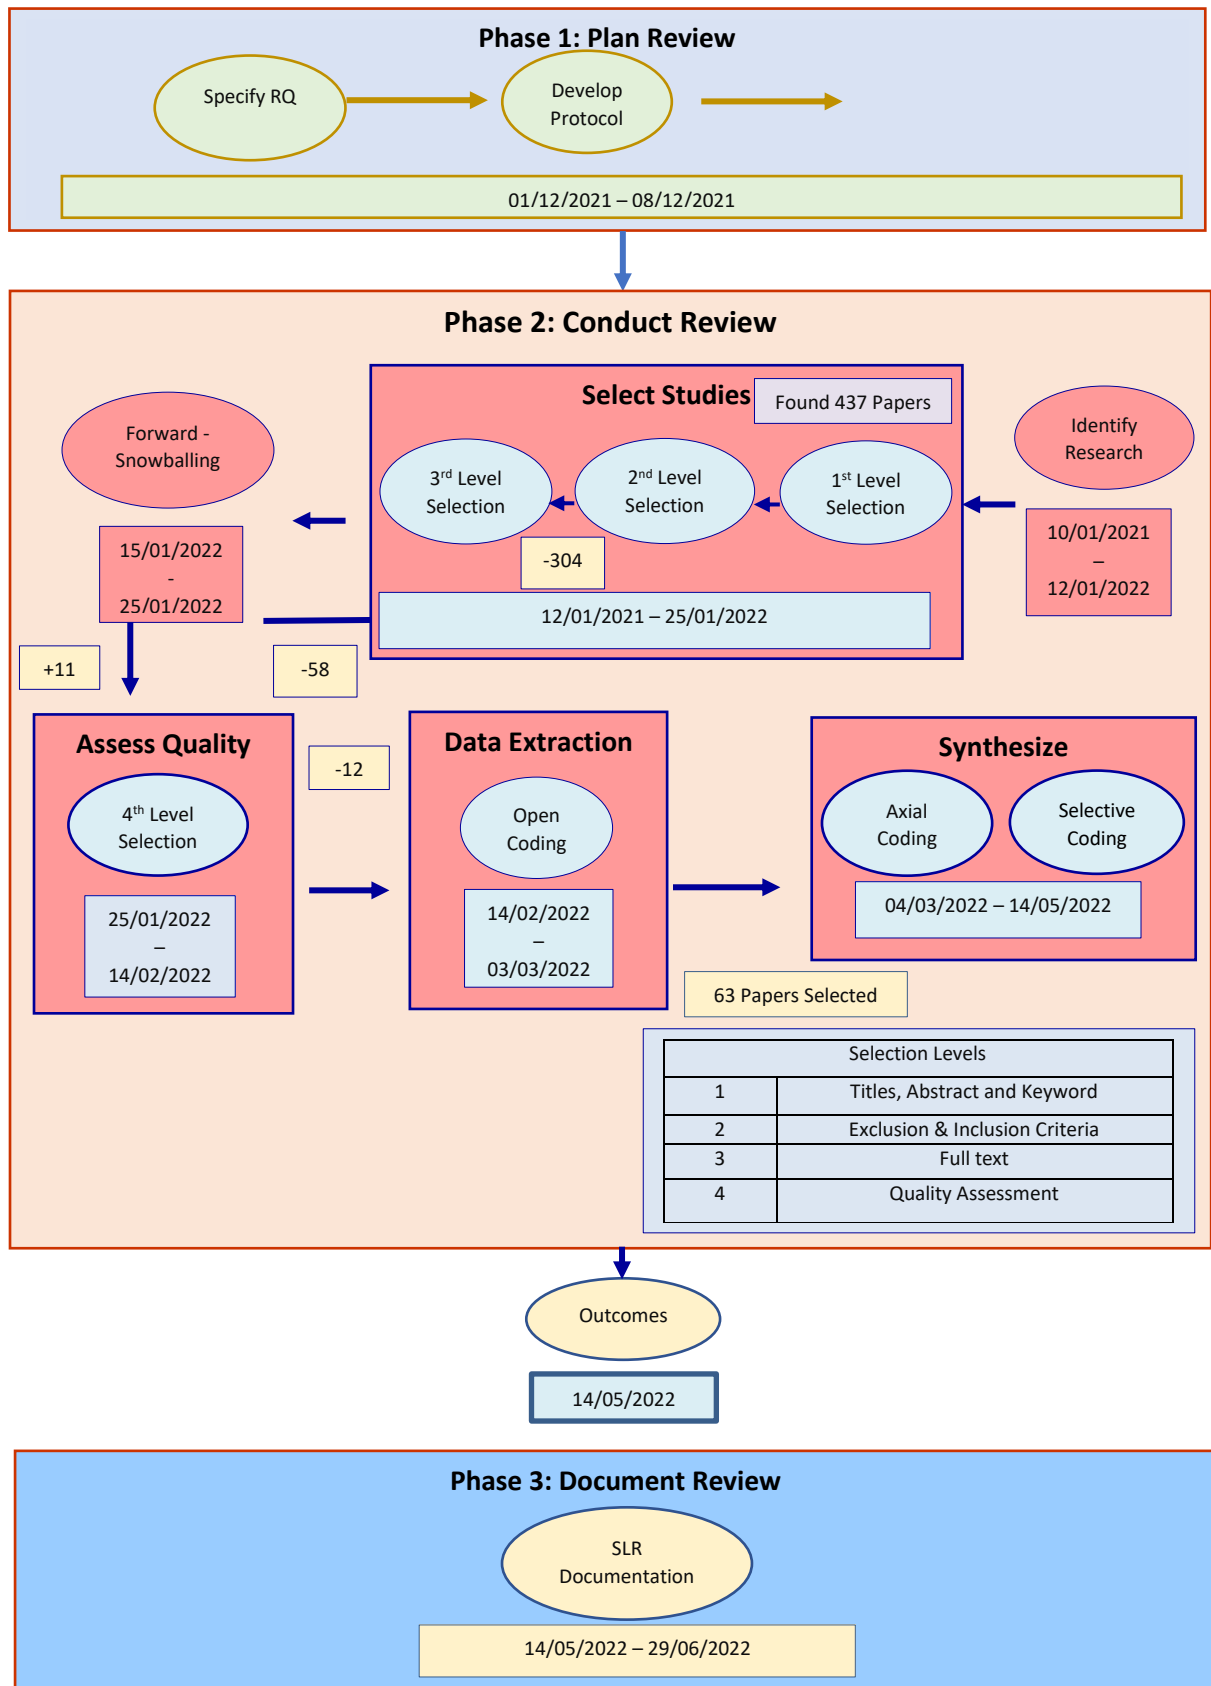 Phase 1: Plan Review
Specify RQ
Develop
Protocol
01/12/2021 – 08/12/2021
Phase 2: Conduct Review
Select Studies
Found 437 Papers
Forward -
Snowballing
3rd Level
Selection
2nd Level
Selection
1st Level
Selection
Identify
Research
15/01/2022
-
25/01/2022
-304
10/01/2021
–
12/01/2022
12/01/2021 – 25/01/2022
+11
-58
Assess Quality
4th Level
Selection
25/01/2022
–
14/02/2022
-12
Data Extraction
Open
Coding
14/02/2022
–
03/03/2022
Synthesize
Axial
Coding
Selective
Coding
04/03/2022 – 14/05/2022
63 Papers Selected
Selection Levels
1 Titles, Abstract and Keyword
2 Exclusion & Inclusion Criteria
3 Full text
4 Quality Assessment
Outcomes
14/05/2022
Phase 3: Document Review
SLR
Documentation
14/05/2022 – 29/06/2022